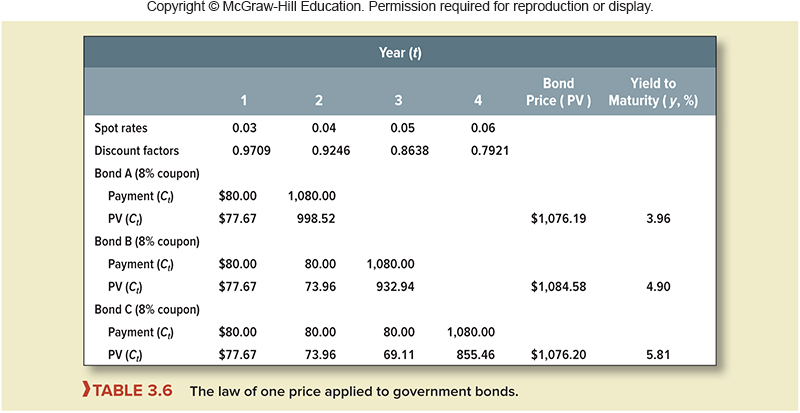 Copyright © McGraw-Hill Education. Permission required for reproduction or display.
Year (t)
1 2 3 4 Bond Price ( PV ) Yield to Maturity ( y, %)
Spot rates 0.03 0.04 0.05 0.06
Discount factors 0.9709 0.9246 0.8638 0.7921
Bond A (8% coupon)
Payment (Ct) $80.00 1,080.00
PV (Ct) $77.67 998.52 $1,076.19 3.96
Bond B (8% coupon)
Payment (Ct) $80.00 80.00 1,080.00
PV (Ct) $77.67 73.96 932.94 $1,084.58 4.90
Bond C (8% coupon)
Payment (Ct) $80.00 80.00 80.00 1,080.00
PV (Ct) $77.67 73.96 69.11 855.46 $1,076.20 5.81
❱TABLE 3.6 The law of one price applied to government bonds.